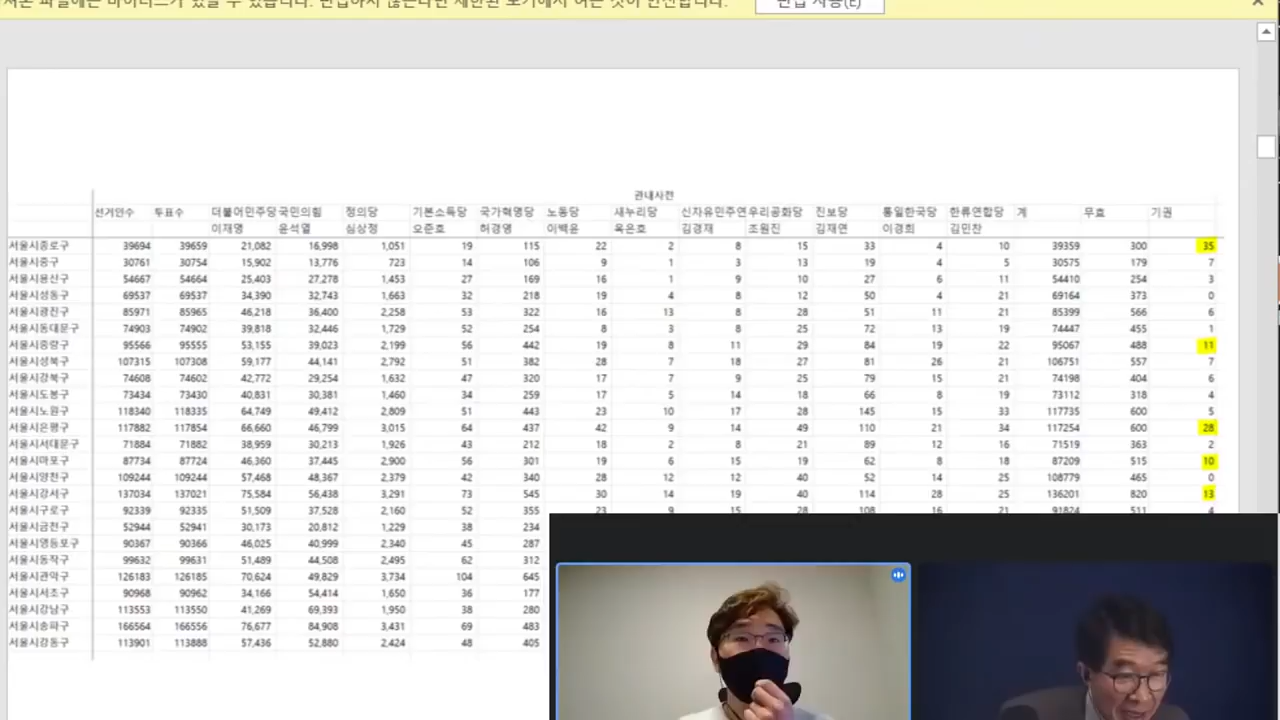 파일에는 바이러스가 있을 수 있습니다. 편집하지 않는다면 제한된 보기에서 여는 것이 안전합니다. 편집 사용(E)
관내사전
선거인수 투표수 더불어민주당 국민의힘 정의당 기본소득당 국가혁명당 노동당 새누리당 신자유민주연 우리공화당 진보당 통일한국당 한류연합당 계 무효 기권
이재명 윤석열 심상정 오준호 허경영 이백윤 옥은호 김경재 조원진 김재연 이경희 김민찬
서울시종로구 39694 39659 21,082 16,998 1,051 19 115 22 2 8 15 33 4 10 39359 300 35
서울시중구 30761 30754 15,902 13,776 723 14 106 9 1 3 13 19 4 5 30575 179 7
서울시용산구 54667 54664 25,403 27,278 1,453 27 169 16 1 9 10 27 6 11 54410 254 3
서울시성동구 69537 69537 34,390 32,743 1,663 32 218 19 4 8 12 50 4 21 69164 373 0
서울시광진구 85971 85965 46,218 36,400 2,258 53 322 16 13 8 28 51 11 21 85399 566 6
서울시동대문구 74903 74902 39,818 32,446 1,729 52 254 8 3 8 25 72 13 19 74447 455 1
서울시중랑구 95566 95555 53,155 39,023 2,199 56 442 19 8 11 29 84 19 22 95067 488 11
서울시성북구 107315 107308 59,177 44,141 2,792 51 382 28 7 18 27 81 26 21 106751 557 7
서울시강북구 74608 74602 42,772 29,254 1,632 47 320 17 7 9 25 79 15 21 74198 404 6
서울시도봉구 73434 73430 40,831 30,381 1,460 34 259 17 5 14 18 66 8 19 73112 318 4
서울시노원구 118340 118335 64,749 49,412 2,809 51 443 23 10 17 28 145 15 33 117735 600 5
서울시은평구 117882 117854 66,660 46,799 3,015 64 437 42 9 14 49 110 21 34 117254 600 28
서울시서대문구 71884 71882 38,959 30,213 1,926 43 212 18 2 8 21 89 12 16 71519 363 2
서울시마포구 87734 87724 46,360 37,445 2,900 56 301 19 6 15 19 62 8 18 87209 515 10
서울시양천구 109244 109244 57,468 48,367 2,379 42 340 28 12 12 40 52 14 25 108779 465 0
서울시강서구 137034 137021 75,584 56,438 3,291 73 545 30 14 19 40 114 28 25 136201 820 13
서울시구로구 92339 92335 51,509 37,528 2,160 52 355 23 9 15 28 108 16 21 91824 511 4
서울시금천구 52944 52941 30,173 20,812 1,229 38 234
서울시영등포구 90367 90366 46,025 40,999 2,340 45 287
서울시동작구 99632 99631 51,489 44,508 2,495 62 312
서울시관악구 126183 126185 70,624 49,829 3,734 104 645
서울시서초구 90968 90962 34,166 54,414 1,650 36 177
서울시강남구 113553 113550 41,269 69,393 1,950 38 280
서울시송파구 166564 166556 76,677 84,908 3,431 69 483
서울시강동구 113901 113888 57,436 52,880 2,424 48 405